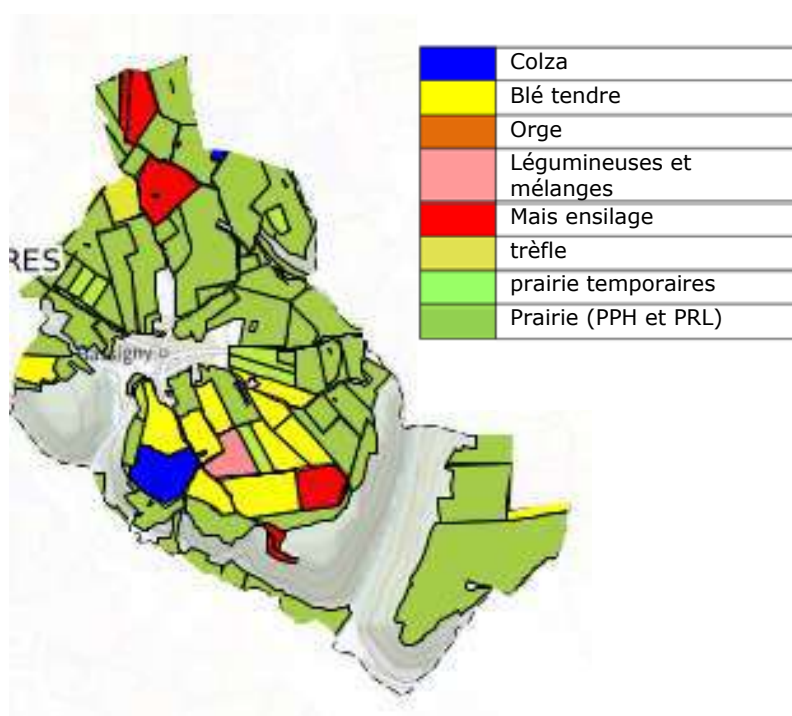 Colza
Blé tendre
Orge
Légumineuses et
mélanges
Mais ensilage
trèfle
RES
prairie temporaires
Prairie (PPH et PRL)